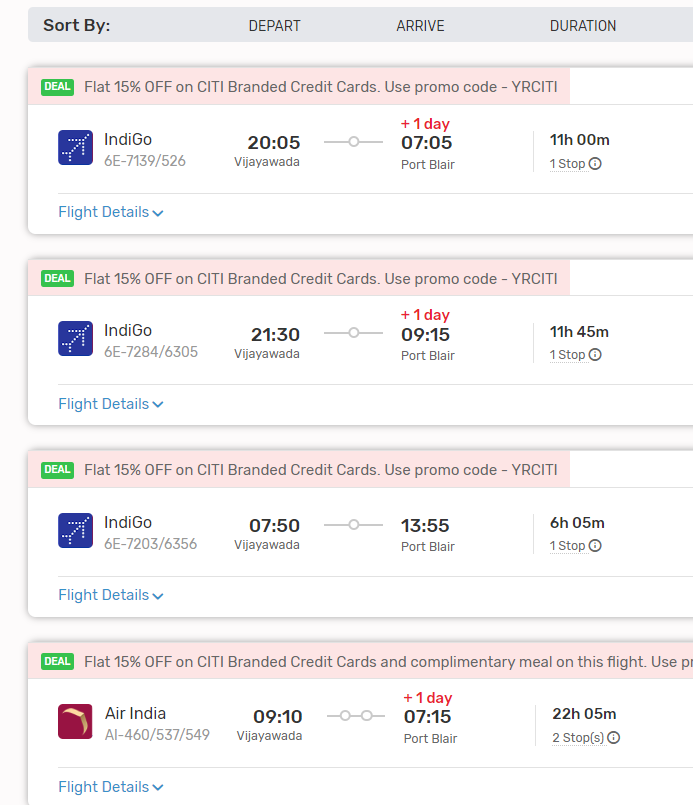 Sort By: DEPART ARRIVE DURATION
DEAL Flat 15% OFF on CITI Branded Credit Cards. Use promo code - YRCITI
+ 1 day
IndiGo 20:05 07:05 11h 00m
6E-7139/526 Vijayawada Port Blair 1 Stop
Flight Details
DEAL Flat 15% OFF on CITI Branded Credit Cards. Use promo code - YRCITI
+ 1 day
IndiGo 21:30 09:15 11h 45m
6E-7284/6305 Vijayawada Port Blair 1 Stop
Flight Details
DEAL Flat 15% OFF on CITI Branded Credit Cards. Use promo code - YRCITI
IndiGo 07:50 13:55 6h 05m
6E-7203/6356 Vijayawada Port Blair 1 Stop
Flight Details
DEAL Flat 15% OFF on CITI Branded Credit Cards and complimentary meal on this flight. Use
+ 1 day
Air India 09:10 07:15 22h 05m
AI-460/537/549 Vijayawada Port Blair 2 Stop(s)
Flight Details